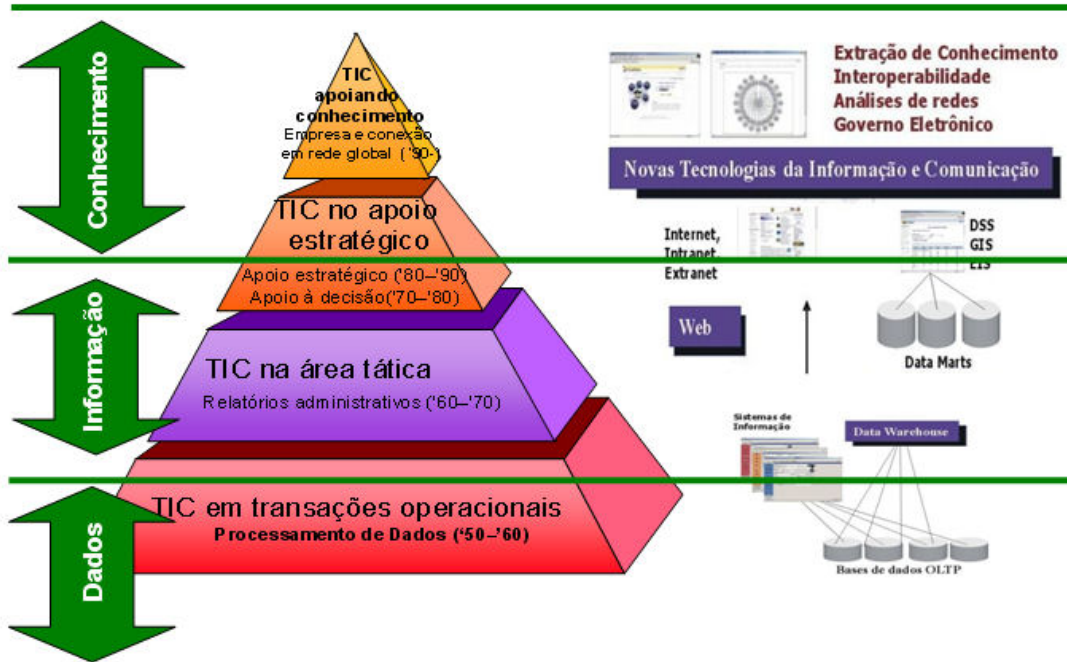 Conhecimento
Informação
Dados
TIC
apoiando
conhecimento
Empresa e conexão
em rede global ('90-)
TIC no apoio
estratégico
Apoio estratégico ('80–'90)
Apoio à decisão('70–'80)
TIC na área tática
Relatórios administrativos ('60–'70)
TIC em transações operacionais
Processamento de Dados ('50–'60)
Extração de Conhecimento
Interoperabilidade
Análises de redes
Governo Eletrônico
Novas Tecnologias da Informação e Comunicação
Internet,
Intranet,
Extranet
DSS
GIS
EIS
Web
Data Marts
Sistemas de
Informação
Data Warehouse
Bases de dados OLTP